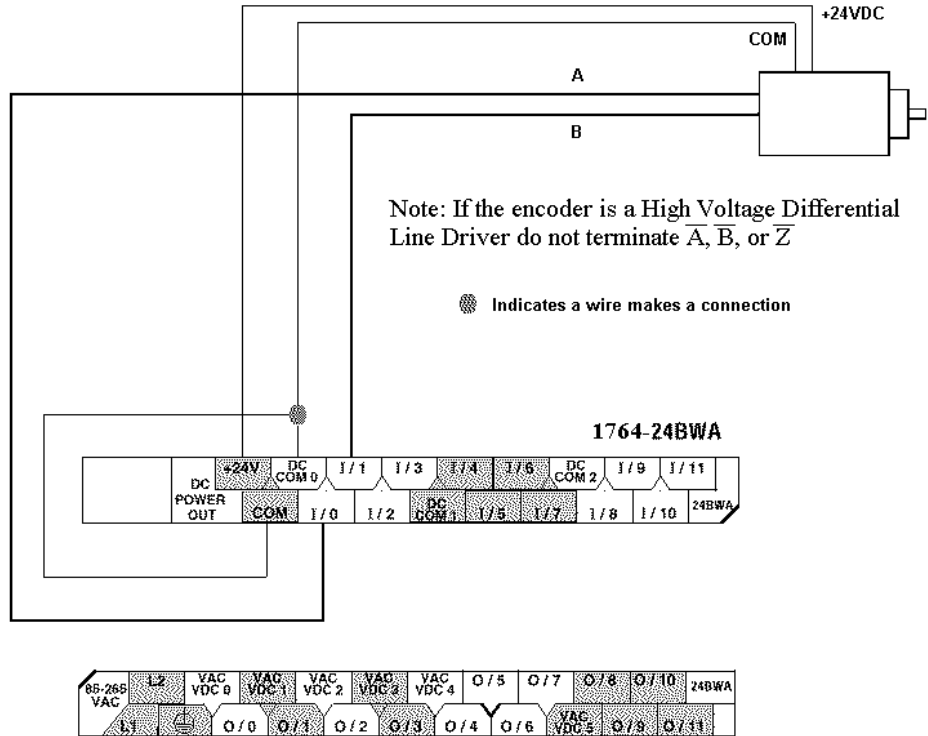 +24VDC
COM
A
B
Note: If the encoder is a High Voltage Differential
Line Driver do not terminate A̅, B̅, or Z̅
Indicates a wire makes a connection
1764-24BWA
DC POWER OUT
+24V
DC COM 0
I/1
I/3
I/4
I/6
DC COM 2
I/9
I/11
COM
I/0
I/2
DC COM 1
I/5
I/7
I/8
I/10
24BWA
85-265 VAC
L2
VAC VDC 0
VAC VDC 1
VAC VDC 2
VAC VDC 3
VAC VDC 4
O/5
O/7
O/8
O/10
24BWA
L1
O/0
O/1
O/2
O/3
O/4
O/6
VAC VDC 5
O/9
O/11